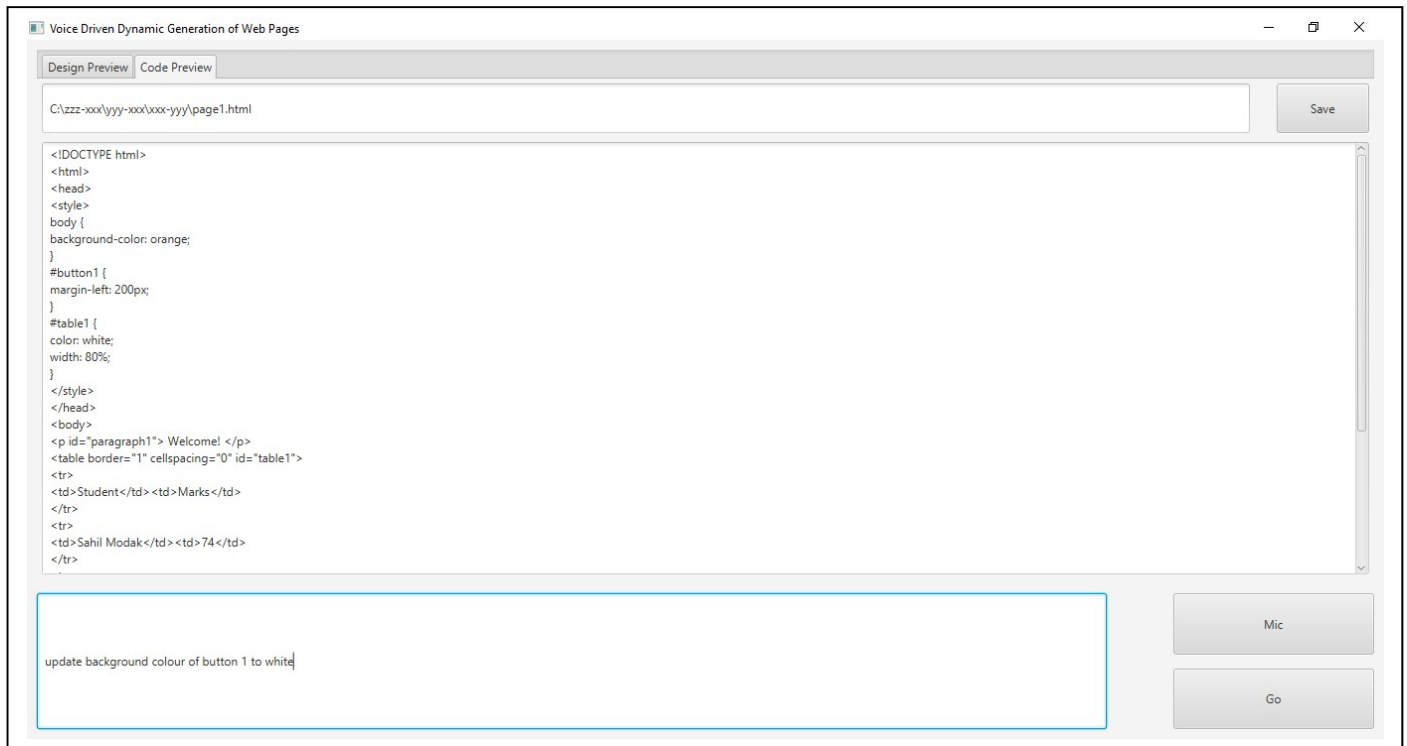 Voice Driven Dynamic Generation of Web Pages
Design Preview Code Preview
C:\zzz-xxx\yyy-xxx\xxx-yyy\page1.html
Save
<!DOCTYPE html>
<html>
<head>
<style>
body {
background-color: orange;
}
#button1 {
margin-left: 200px;
}
#table1 {
color: white;
width: 80%;
}
</style>
</head>
<body>
<p id="paragraph1"> Welcome! </p>
<table border="1" cellspacing="0" id="table1">
<tr>
<td>Student</td><td>Marks</td>
</tr>
<tr>
<td>Sahil Modak</td><td>74</td>
</tr>
update background colour of button 1 to white
Mic
Go